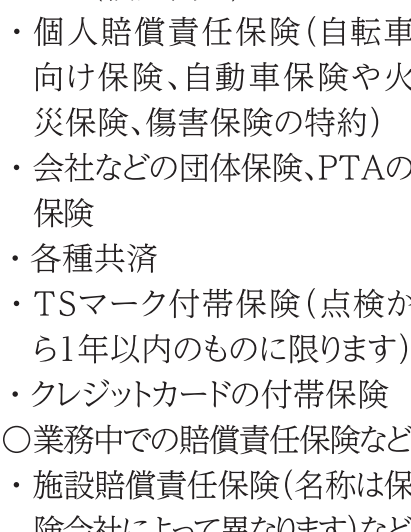 ・個人賠償責任保険(自転車
向け保険、自動車保険や火
災保険、傷害保険の特約)
・会社などの団体保険、PTAの
保険
・各種共済
・TSマーク付帯保険(点検か
ら1年以内のものに限ります)
・クレジットカードの付帯保険
○業務中での賠償責任保険など
・施設賠償責任保険(名称は保
険会社によって異なります)など